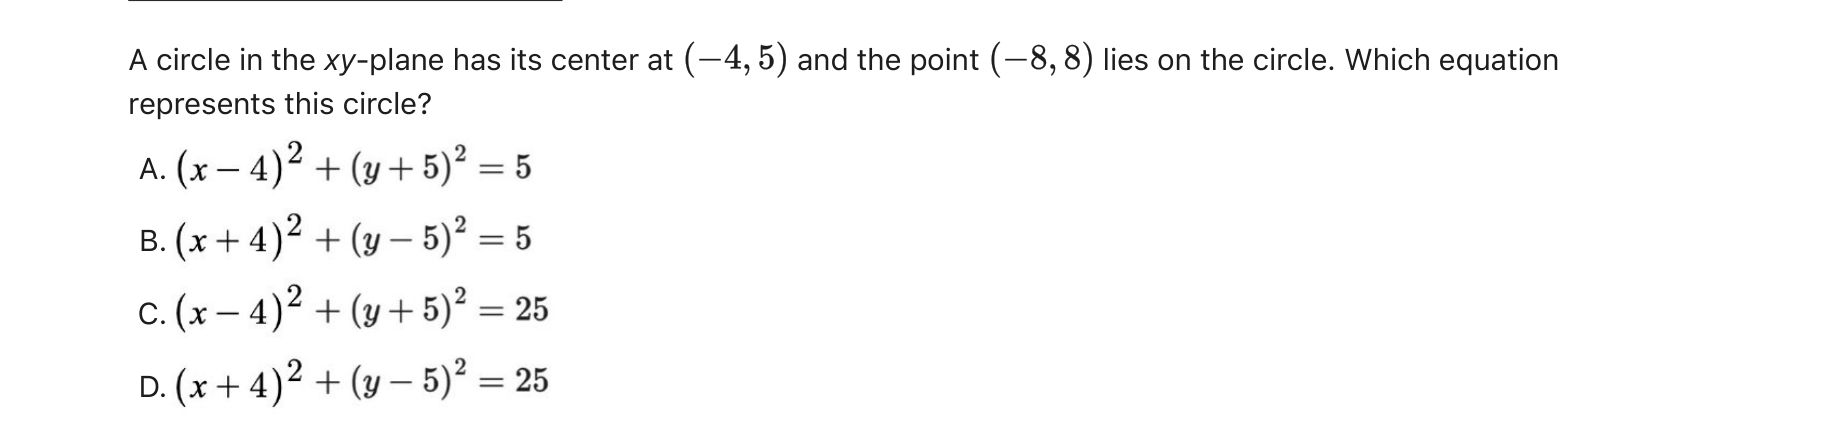 A circle in the xy-plane has its center at (−4, 5) and the point (−8, 8) lies on the circle. Which equation
represents this circle?
A. (x − 4)² + (y + 5)² = 5
B. (x + 4)² + (y − 5)² = 5
C. (x − 4)² + (y + 5)² = 25
D. (x + 4)² + (y − 5)² = 25